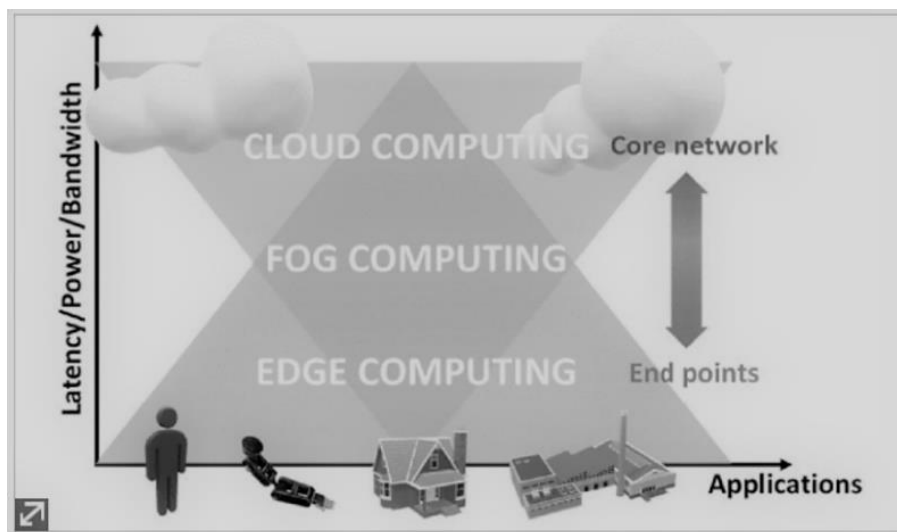 Latency/Power/Bandwidth
CLOUD COMPUTING
Core network
FOG COMPUTING
EDGE COMPUTING
End points
Applications